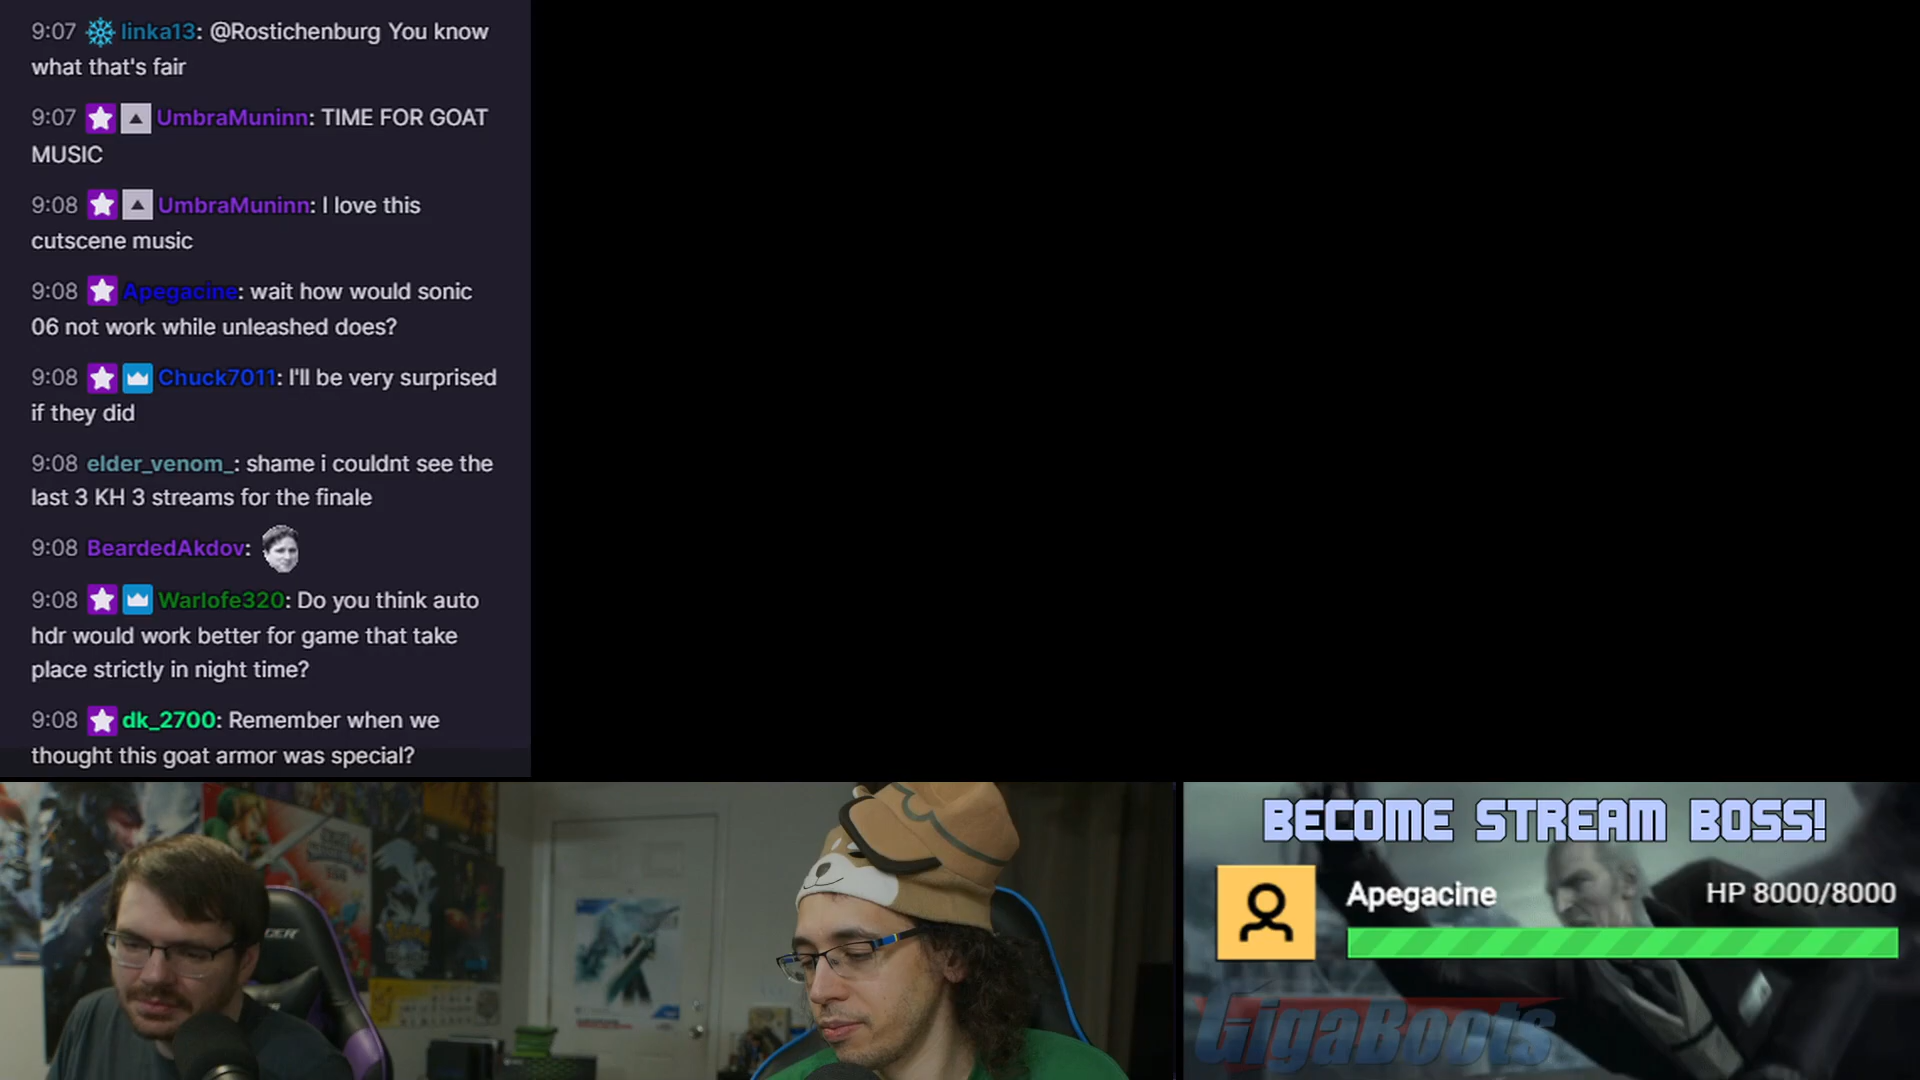 9:07 linka13: @Rostichenburg You know
what that's fair
9:07 UmbraMuninn: TIME FOR GOAT
MUSIC
9:08 UmbraMuninn: I love this
cutscene music
9:08 Apegacine: wait how would sonic
06 not work while unleashed does?
9:08 Chuck7011: I'll be very surprised
if they did
9:08 elder_venom_: shame i couldnt see the
last 3 KH 3 streams for the finale
9:08 BeardedAkdov:
9:08 Warlofe320: Do you think auto
hdr would work better for game that take
place strictly in night time?
9:08 dk_2700: Remember when we
thought this goat armor was special?
BECOME STREAM BOSS!
Apegacine HP 8000/8000
GigaBoots